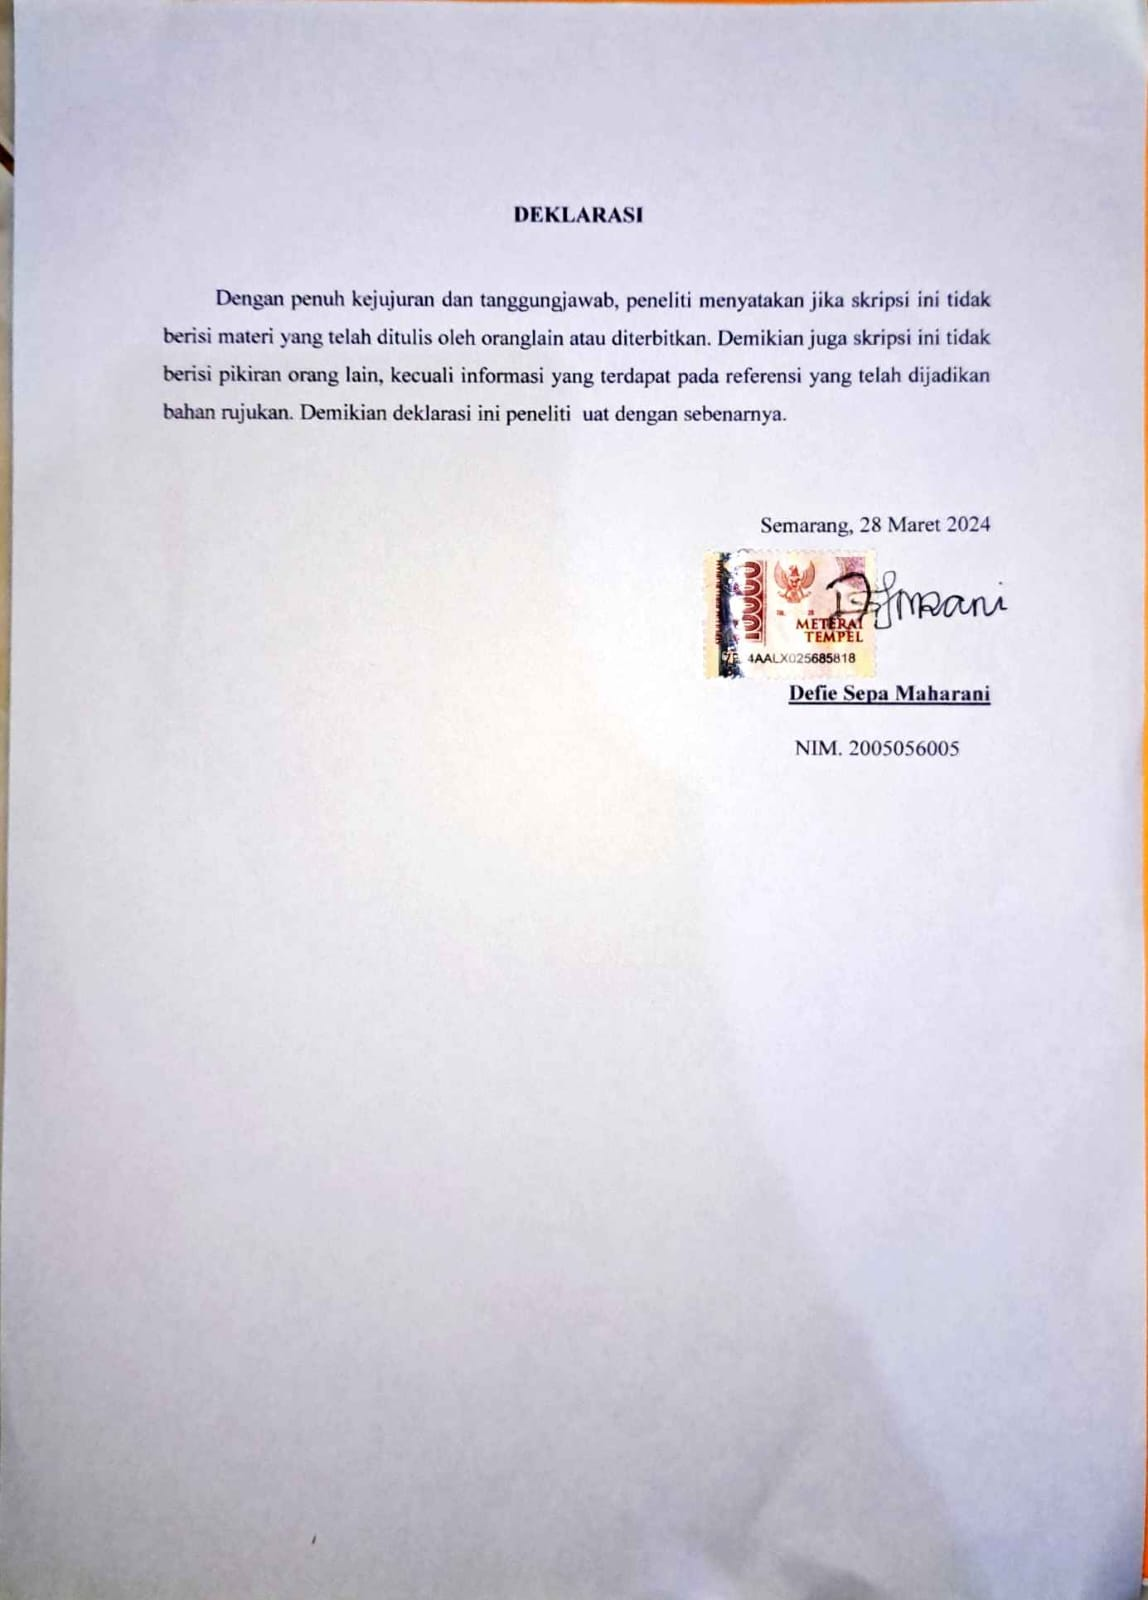 DEKLARASI
Dengan penuh kejujuran dan tanggungjawab, peneliti menyatakan jika skripsi ini tidak
berisi materi yang telah ditulis oleh oranglain atau diterbitkan. Demikian juga skripsi ini tidak
berisi pikiran orang lain, kecuali informasi yang terdapat pada referensi yang telah dijadikan
bahan rujukan. Demikian deklarasi ini peneliti  uat dengan sebenarnya.
Semarang, 28 Maret 2024
10000
METERAI
TEMPEL
4AALX025685818
Defie Sepa Maharani
NIM. 2005056005